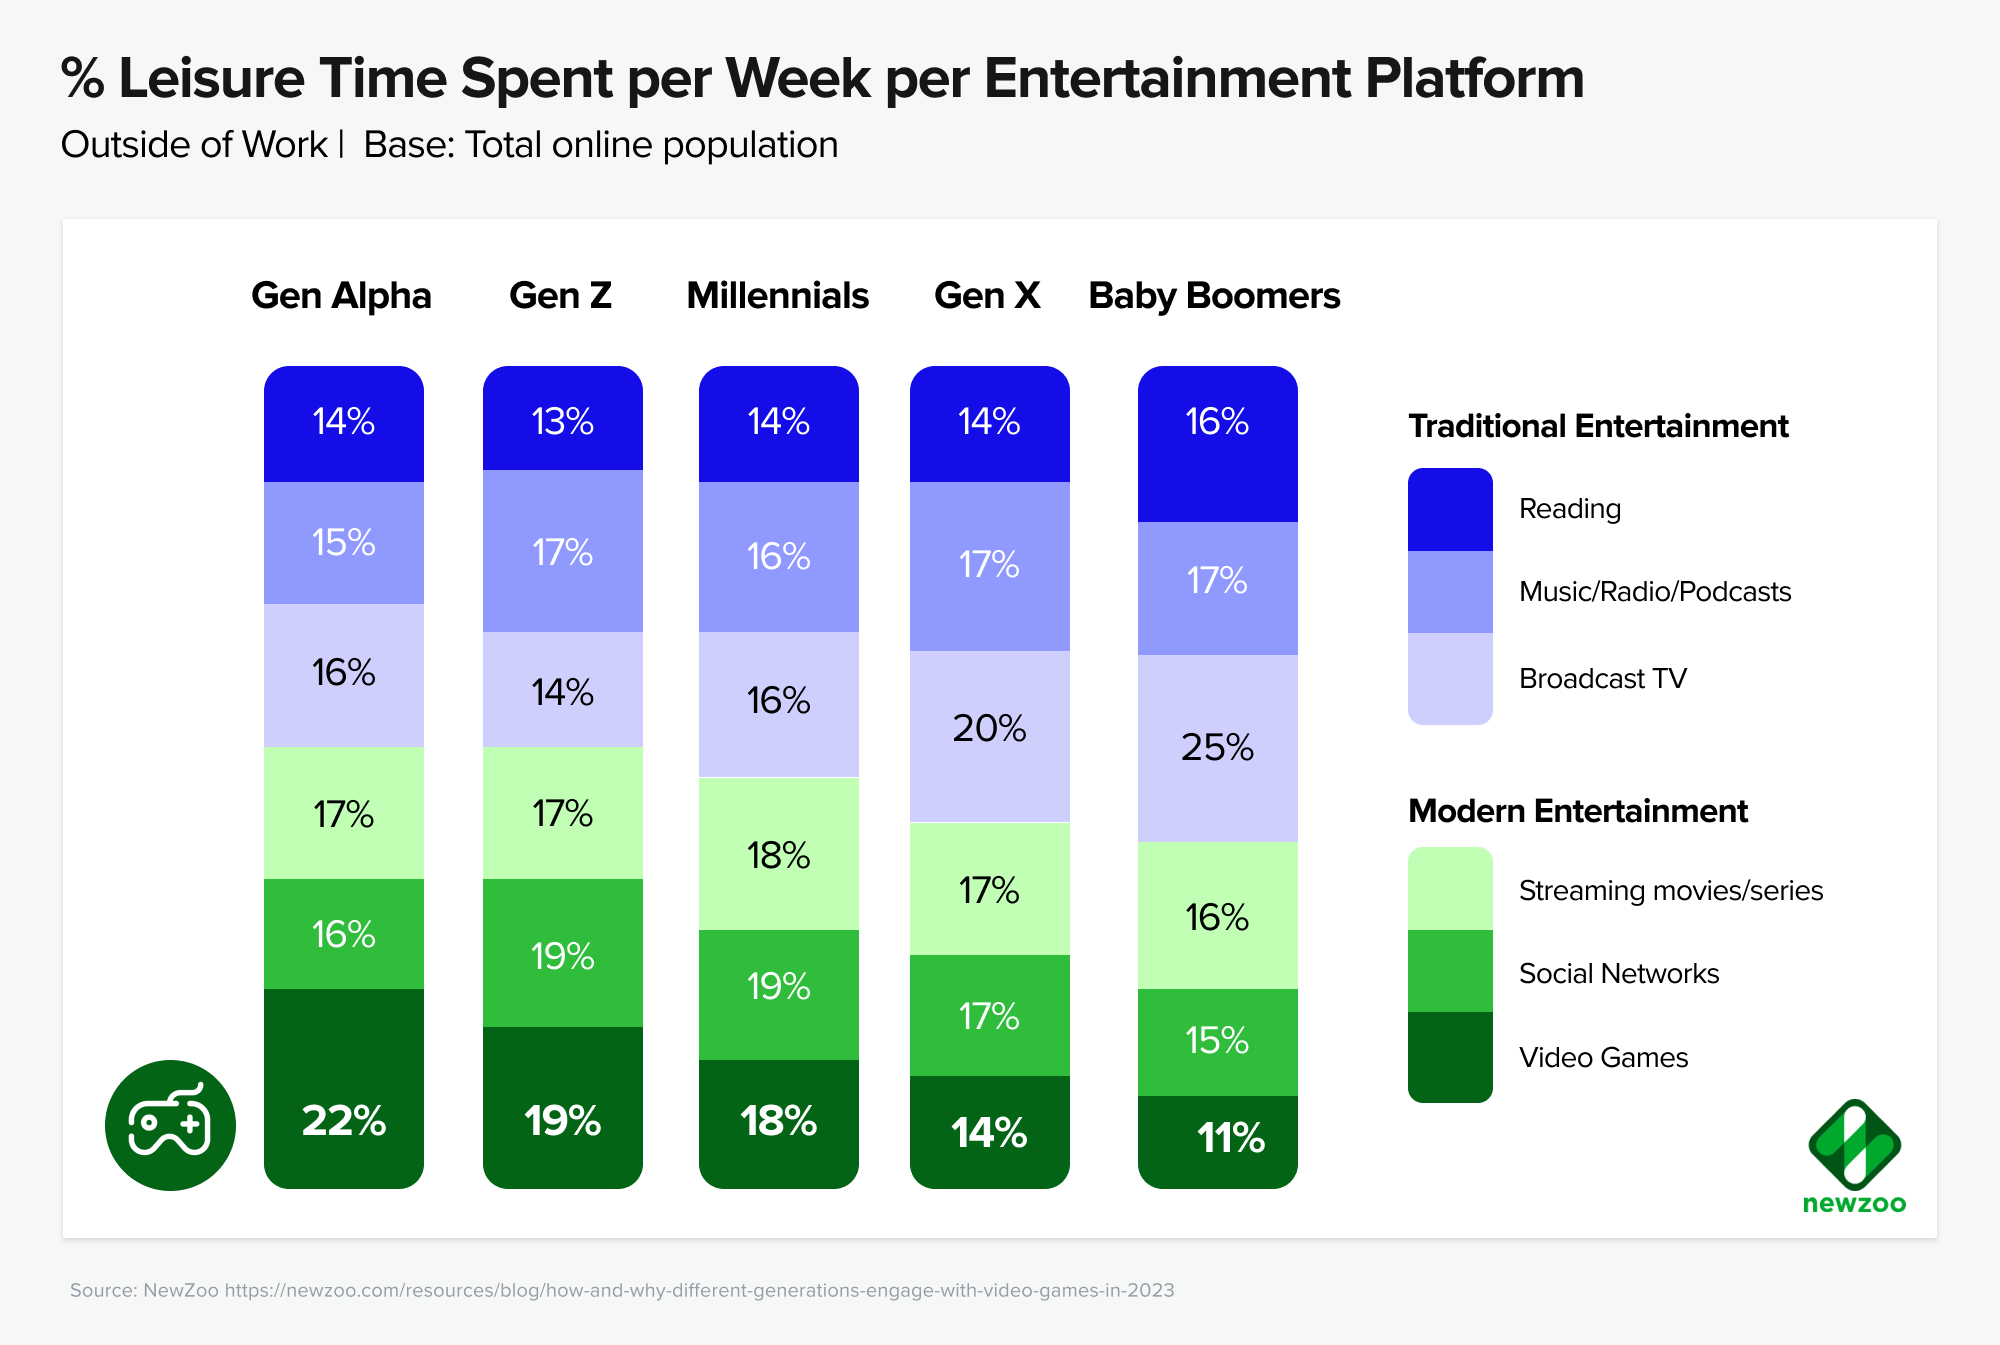 % Leisure Time Spent per Week per Entertainment Platform
Outside of Work | Base: Total online population
Gen Alpha Gen Z Millennials Gen X Baby Boomers
14% 13% 14% 14% 16%
15% 17% 16% 17% 17%
16% 14% 16% 20% 25%
17% 17% 18% 17% 16%
16% 19% 19% 17% 15%
22% 19% 18% 14% 11%
Traditional Entertainment
Reading
Music/Radio/Podcasts
Broadcast TV
Modern Entertainment
Streaming movies/series
Social Networks
Video Games
newzoo
Source: NewZoo https://newzoo.com/resources/blog/how-and-why-different-generations-engage-with-video-games-in-2023